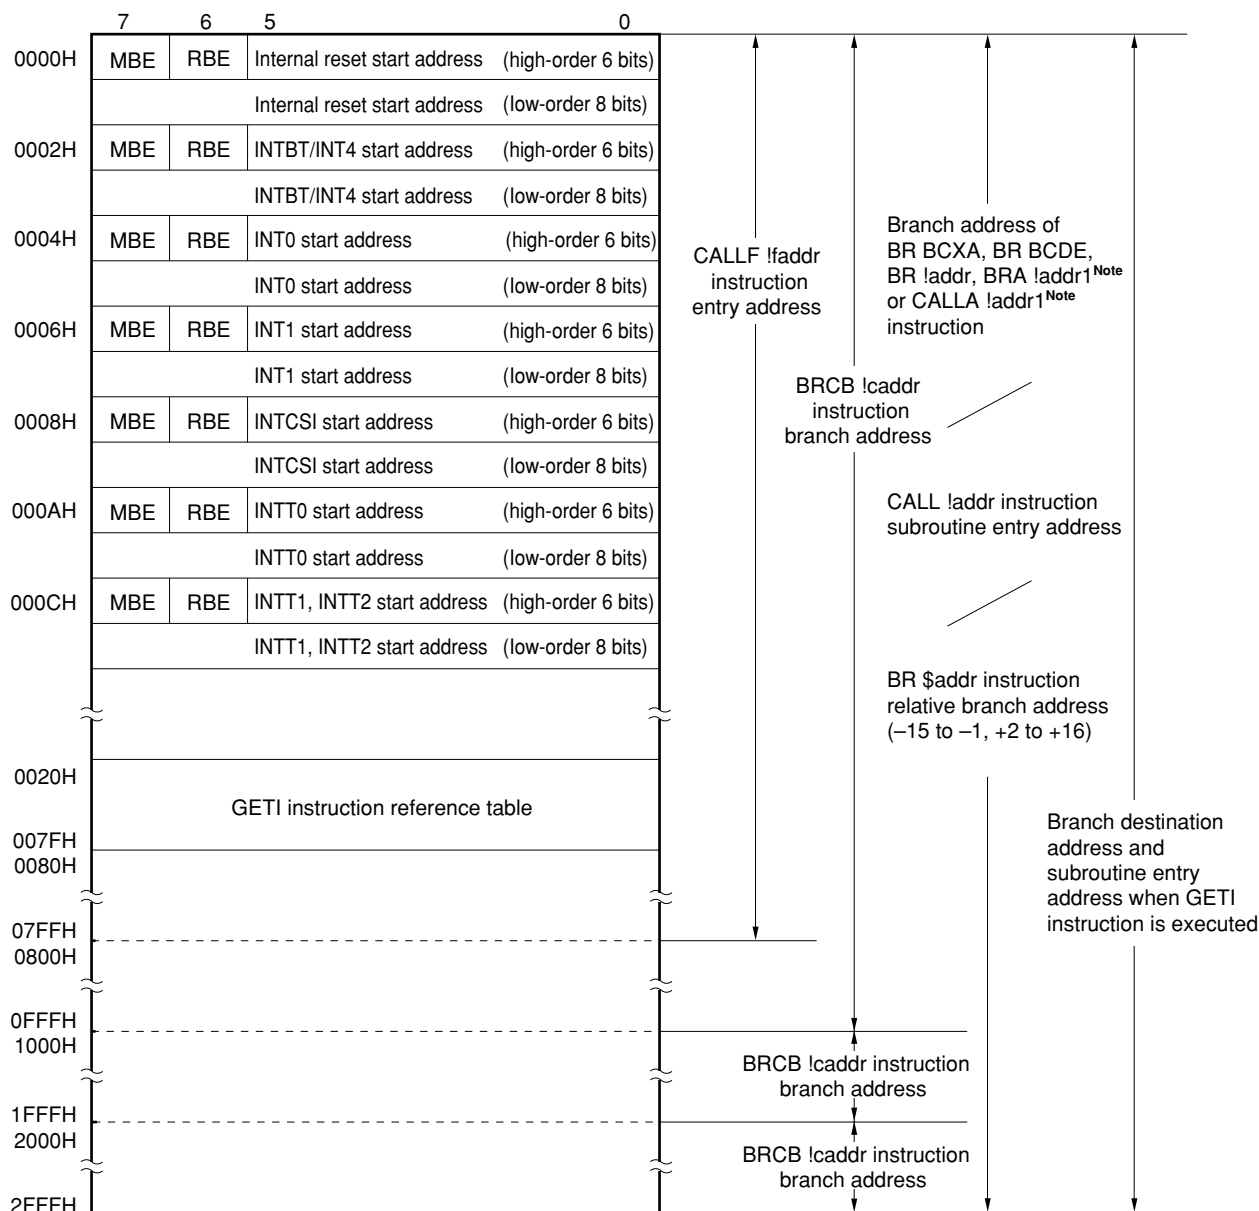 7 6 5 0
0000H MBE RBE Internal reset start address (high-order 6 bits)
Internal reset start address (low-order 8 bits)
0002H MBE RBE INTBT/INT4 start address (high-order 6 bits)
INTBT/INT4 start address (low-order 8 bits)
0004H MBE RBE INT0 start address (high-order 6 bits)
INT0 start address (low-order 8 bits)
0006H MBE RBE INT1 start address (high-order 6 bits)
INT1 start address (low-order 8 bits)
0008H MBE RBE INTCSI start address (high-order 6 bits)
INTCSI start address (low-order 8 bits)
000AH MBE RBE INTT0 start address (high-order 6 bits)
INTT0 start address (low-order 8 bits)
000CH MBE RBE INTT1, INTT2 start address (high-order 6 bits)
INTT1, INTT2 start address (low-order 8 bits)
0020H
GETI instruction reference table
007FH
0080H
07FFH
0800H
0FFFH
1000H
1FFFH
2000H
2FFFH
CALLF !faddr
instruction
entry address
BRCB !caddr
instruction
branch address
Branch address of
BR BCXA, BR BCDE,
BR !addr, BRA !addr1Note
or CALLA !addr1Note
instruction
CALL !addr instruction
subroutine entry address
BR $addr instruction
relative branch address
(–15 to –1, +2 to +16)
Branch destination
address and
subroutine entry
address when GETI
instruction is executed
BRCB !caddr instruction
branch address
BRCB !caddr instruction
branch address